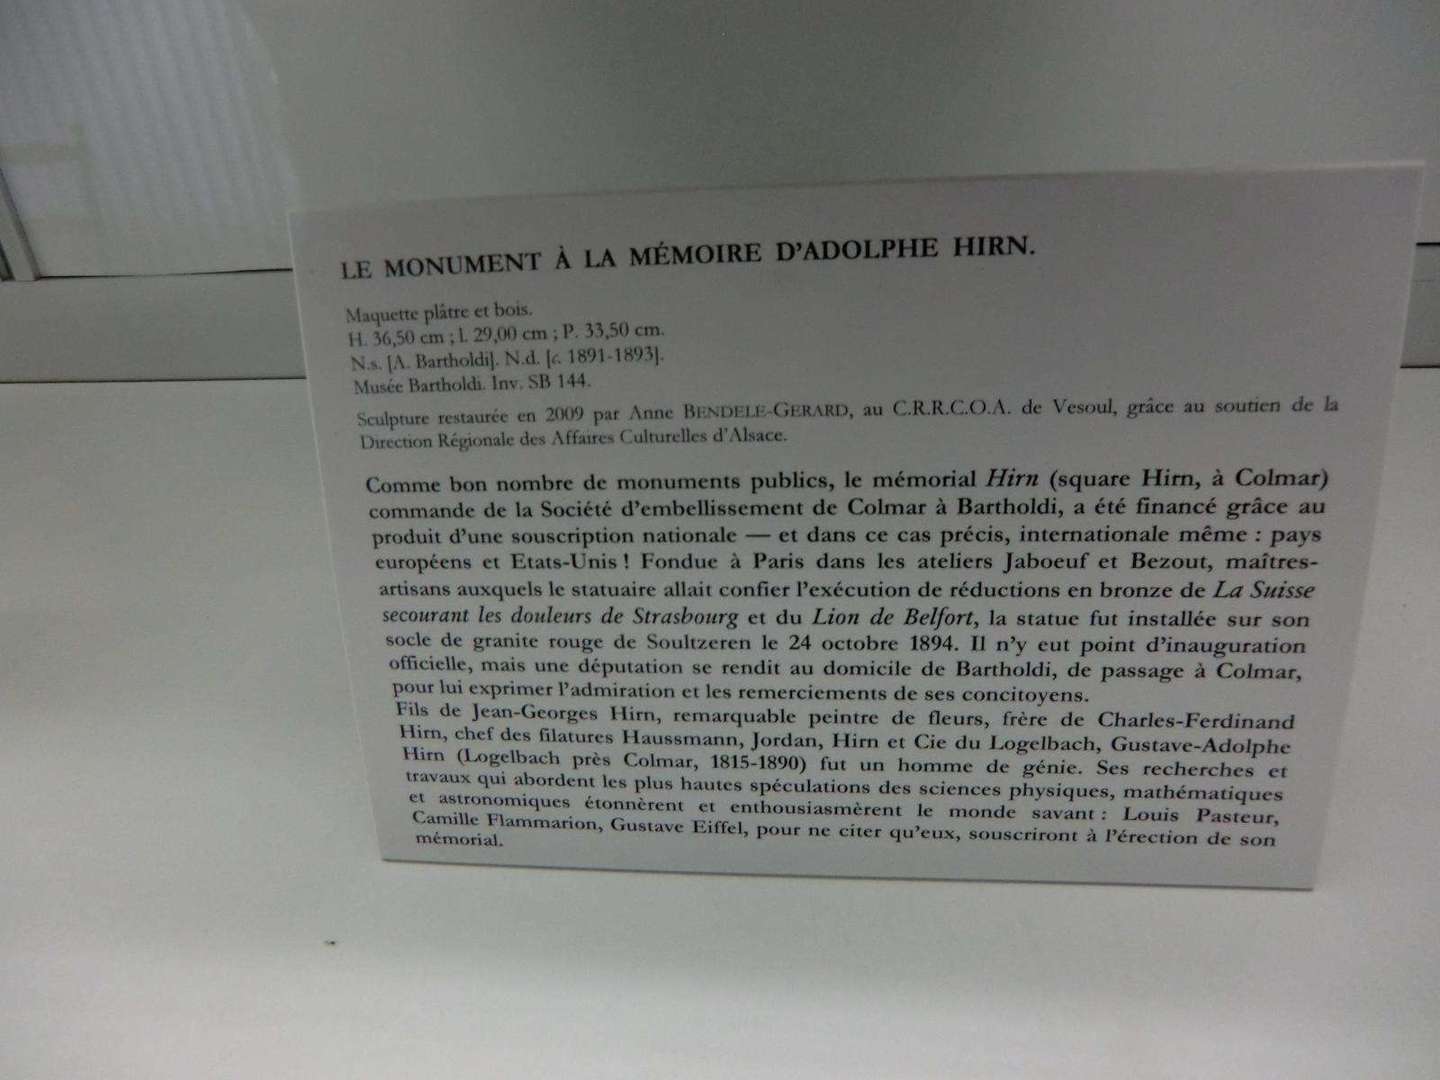 LE MONUMENT À LA MÉMOIRE D'ADOLPHE HIRN.
Maquette plâtre et bois.
H. 36,50 cm ; l. 29,00 cm ; P. 33,50 cm.
N.s. [A. Bartholdi]. N.d. [c. 1891-1893].
Musée Bartholdi. Inv. SB 144.
Sculpture restaurée en 2009 par Anne BENDELE-GERARD, au C.R.R.C.O.A. de Vesoul, grâce au soutien de la
Direction Régionale des Affaires Culturelles d'Alsace.
Comme bon nombre de monuments publics, le mémorial Hirn (square Hirn, à Colmar)
commande de la Société d'embellissement de Colmar à Bartholdi, a été financé grâce au
produit d'une souscription nationale — et dans ce cas précis, internationale même : pays
européens et Etats-Unis ! Fondue à Paris dans les ateliers Jaboeuf et Bezout, maîtres-
artisans auxquels le statuaire allait confier l'exécution de réductions en bronze de La Suisse
secourant les douleurs de Strasbourg et du Lion de Belfort, la statue fut installée sur son
socle de granite rouge de Soultzeren le 24 octobre 1894. Il n'y eut point d'inauguration
officielle, mais une députation se rendit au domicile de Bartholdi, de passage à Colmar,
pour lui exprimer l'admiration et les remerciements de ses concitoyens.
Fils de Jean-Georges Hirn, remarquable peintre de fleurs, frère de Charles-Ferdinand
Hirn, chef des filatures Haussmann, Jordan, Hirn et Cie du Logelbach, Gustave-Adolphe
Hirn (Logelbach près Colmar, 1815-1890) fut un homme de génie. Ses recherches et
travaux qui abordent les plus hautes spéculations des sciences physiques, mathématiques
et astronomiques étonnèrent et enthousiasmèrent le monde savant : Louis Pasteur,
Camille Flammarion, Gustave Eiffel, pour ne citer qu'eux, souscriront à l'érection de son
mémorial.